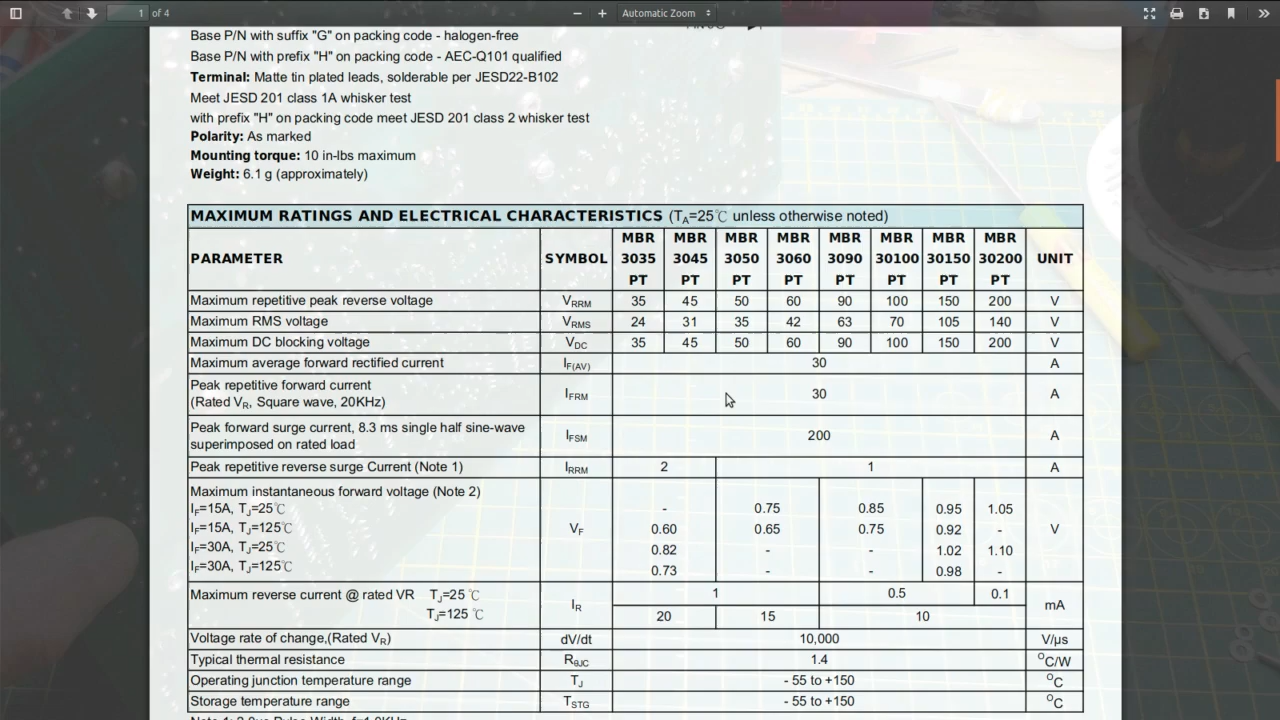 1 of 4
Automatic Zoom
Base P/N with suffix "G" on packing code - halogen-free
Base P/N with prefix "H" on packing code - AEC-Q101 qualified
Terminal: Matte tin plated leads, solderable per JESD22-B102
Meet JESD 201 class 1A whisker test
with prefix "H" on packing code meet JESD 201 class 2 whisker test
Polarity: As marked
Mounting torque: 10 in-lbs maximum
Weight: 6.1 g (approximately)
MAXIMUM RATINGS AND ELECTRICAL CHARACTERISTICS (TA=25℃ unless otherwise noted)
PARAMETER SYMBOL MBR 3035 PT MBR 3045 PT MBR 3050 PT MBR 3060 PT MBR 3090 PT MBR 30100 PT MBR 30150 PT MBR 30200 PT UNIT
Maximum repetitive peak reverse voltage VRRM 35 45 50 60 90 100 150 200 V
Maximum RMS voltage VRMS 24 31 35 42 63 70 105 140 V
Maximum DC blocking voltage VDC 35 45 50 60 90 100 150 200 V
Maximum average forward rectified current IF(AV) 30 A
Peak repetitive forward current
(Rated VR, Square wave, 20KHz) IFRM 30 A
Peak forward surge current, 8.3 ms single half sine-wave
superimposed on rated load IFSM 200 A
Peak repetitive reverse surge Current (Note 1) IRRM 2 1 A
Maximum instantaneous forward voltage (Note 2)
IF=15A, TJ=25℃ - 0.75 0.85 0.95 1.05
IF=15A, TJ=125℃ VF 0.60 0.65 0.75 0.92 - V
IF=30A, TJ=25℃ 0.82 - - 1.02 1.10
IF=30A, TJ=125℃ 0.73 - - 0.98 -
Maximum reverse current @ rated VR TJ=25 ℃ IR 1 0.5 0.1 mA
TJ=125 ℃ 20 15 10
Voltage rate of change,(Rated VR) dV/dt 10,000 V/μs
Typical thermal resistance RθJC 1.4 OC/W
Operating junction temperature range TJ - 55 to +150 OC
Storage temperature range TSTG - 55 to +150 OC